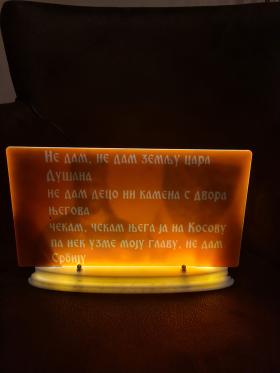 Не дам, не дам земљу цара
Душана
не дам децо ни камена с двора
његова
чекам, чекам њега ја на Косову
па нек узме моју главу, не дам
Србију